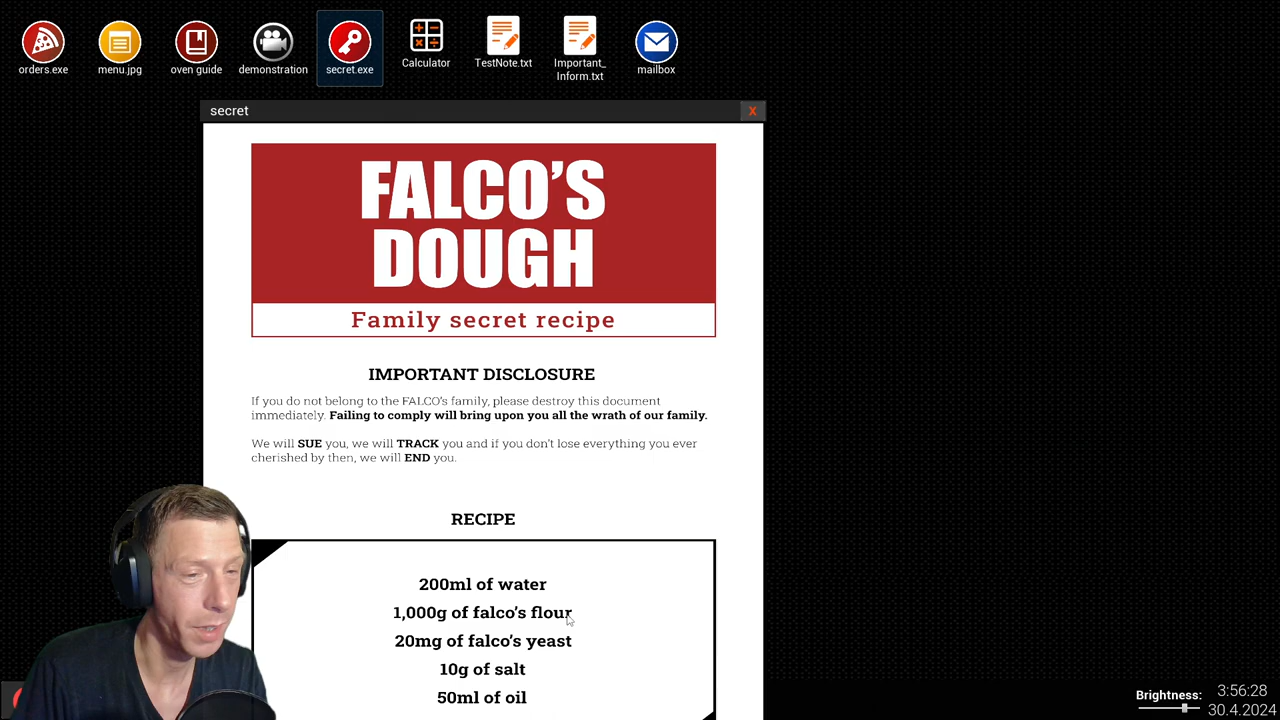 orders.exe
menu.jpg
oven guide
demonstration
secret.exe
Calculator
TestNote.txt
Important_
Inform.txt
mailbox
secret
X
FALCO'S
DOUGH
Family secret recipe
IMPORTANT DISCLOSURE
If you do not belong to the FALCO's family, please destroy this document
immediately. Failing to comply will bring upon you all the wrath of our family.
We will SUE you, we will TRACK you and if you don't lose everything you ever
cherished by then, we will END you.
RECIPE
200ml of water
1,000g of falco's flour
20mg of falco's yeast
10g of salt
50ml of oil
Brightness:
3:56:28
30.4.2024